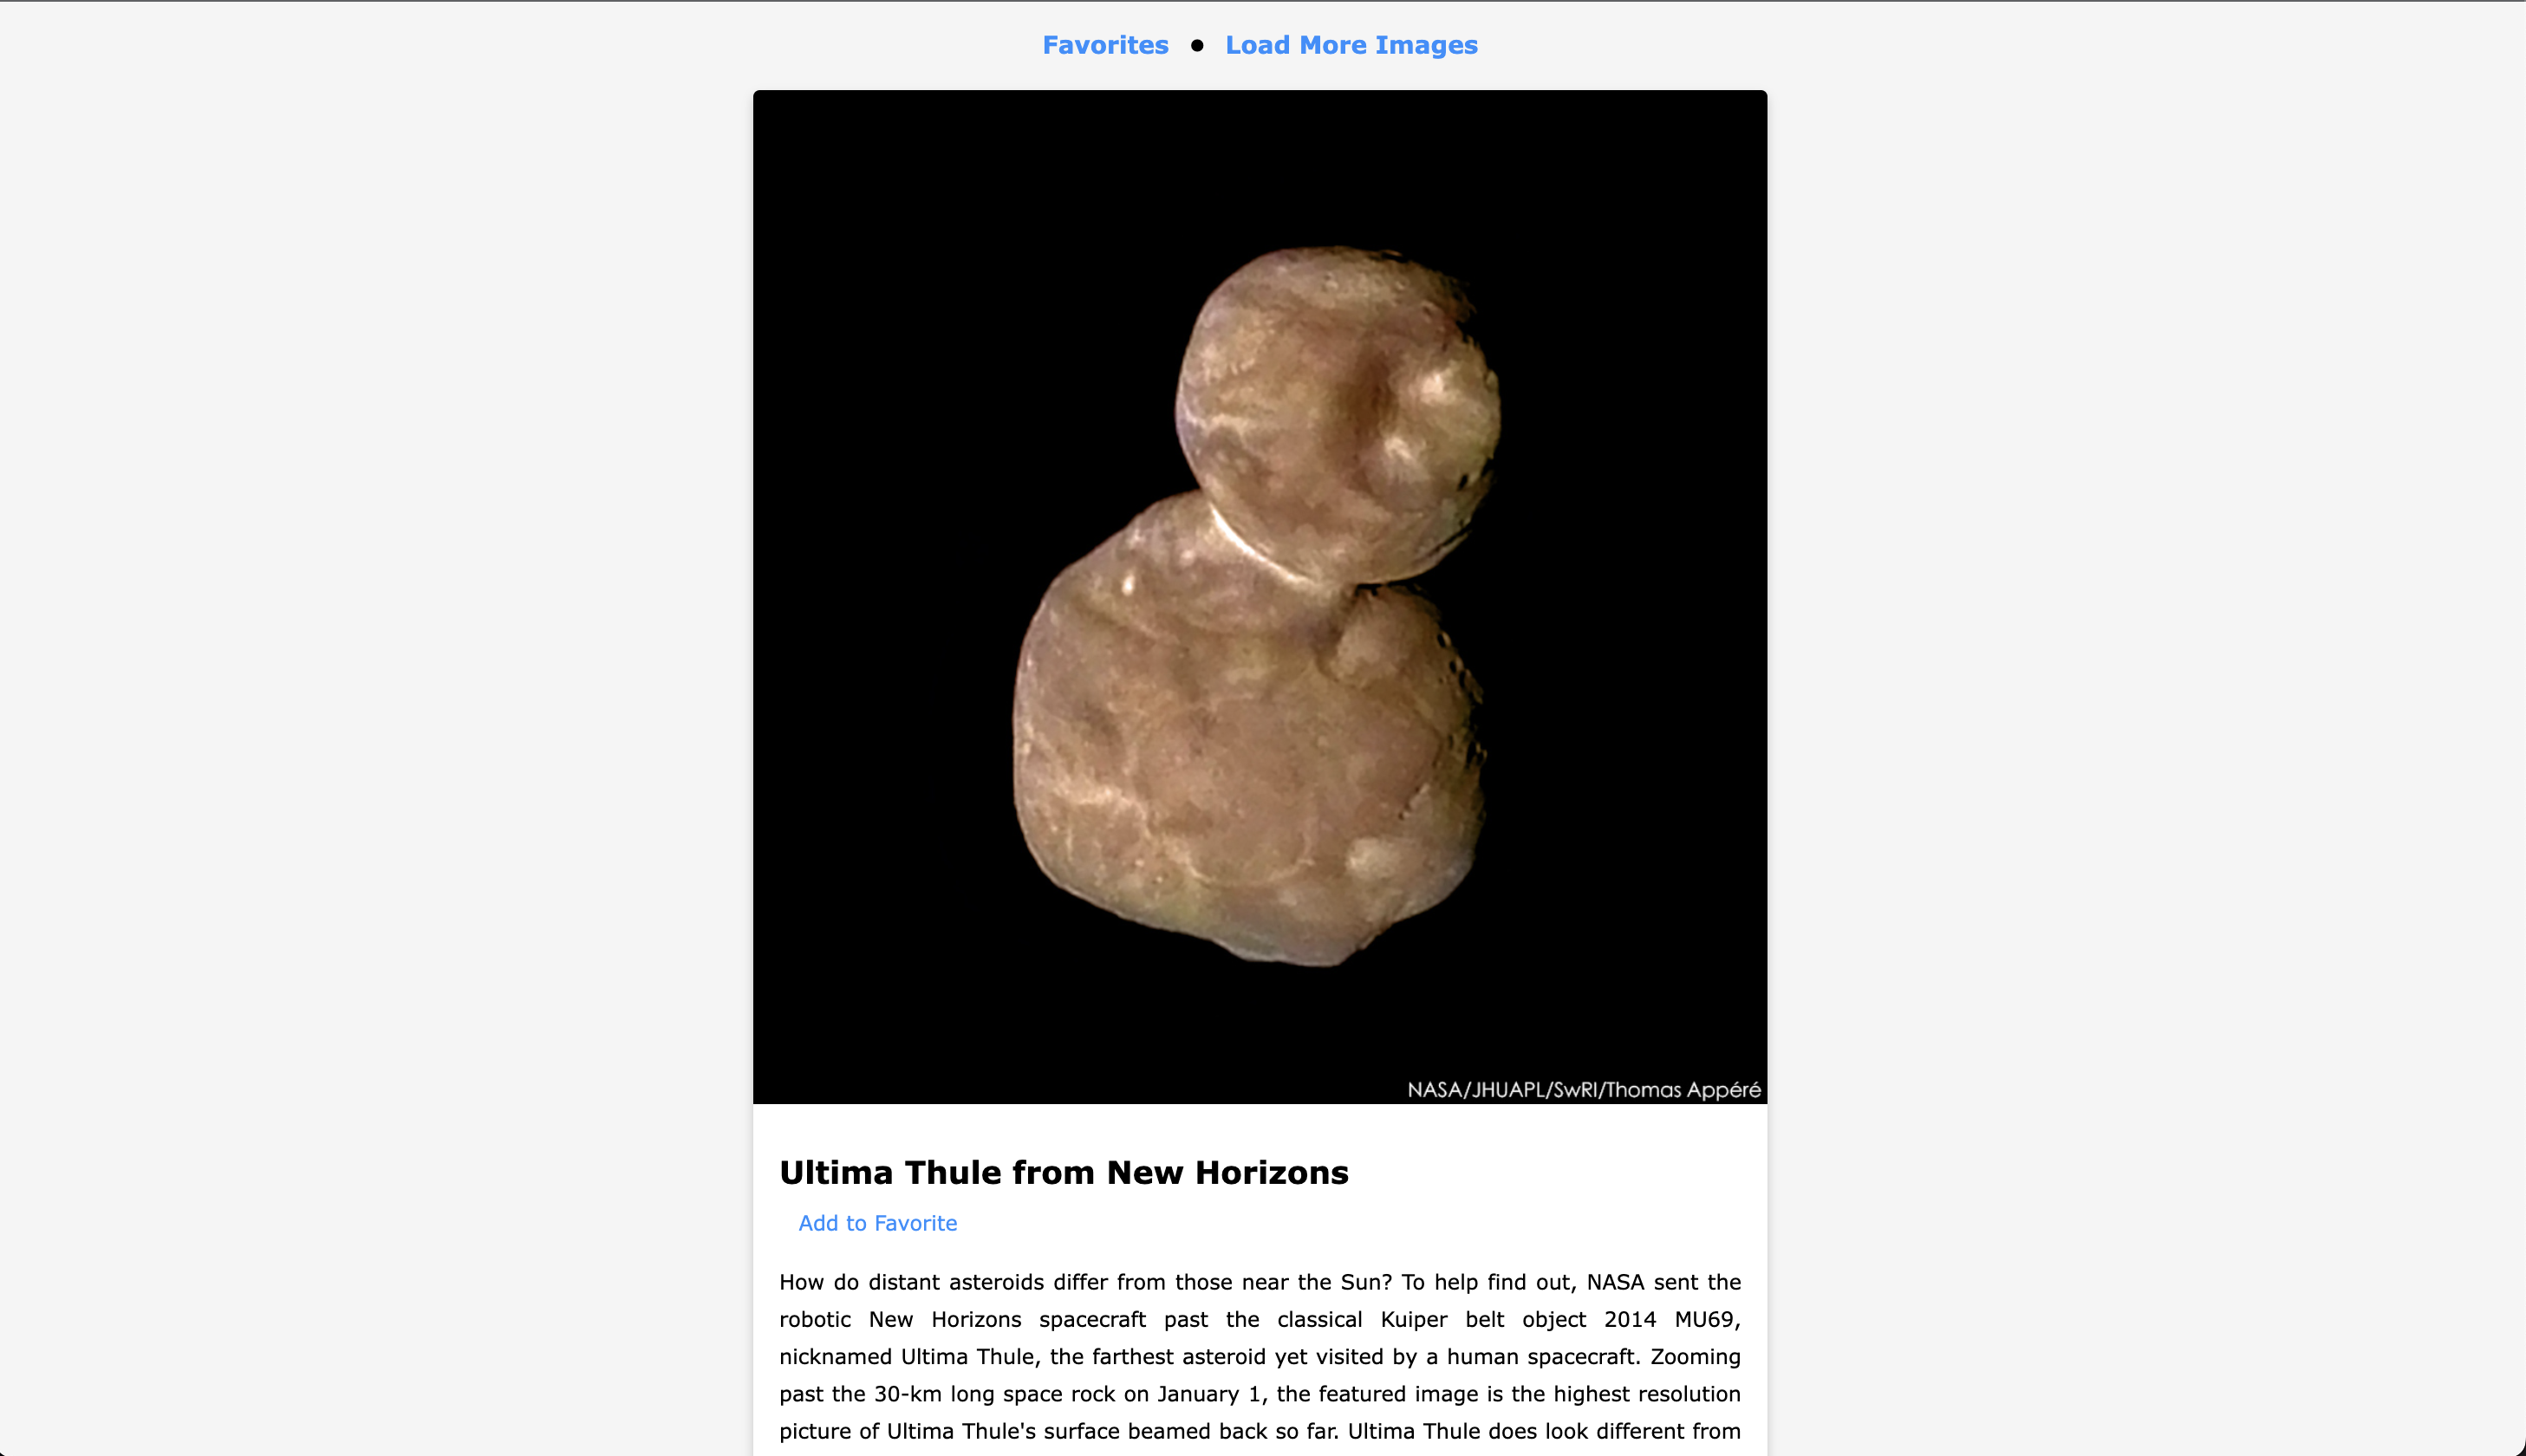 Favorites ● Load More Images
NASA/JHUAPL/SwRI/Thomas Appéré
Ultima Thule from New Horizons
Add to Favorite
How do distant asteroids differ from those near the Sun? To help find out, NASA sent the
robotic New Horizons spacecraft past the classical Kuiper belt object 2014 MU69,
nicknamed Ultima Thule, the farthest asteroid yet visited by a human spacecraft. Zooming
past the 30-km long space rock on January 1, the featured image is the highest resolution
picture of Ultima Thule's surface beamed back so far. Ultima Thule does look different from